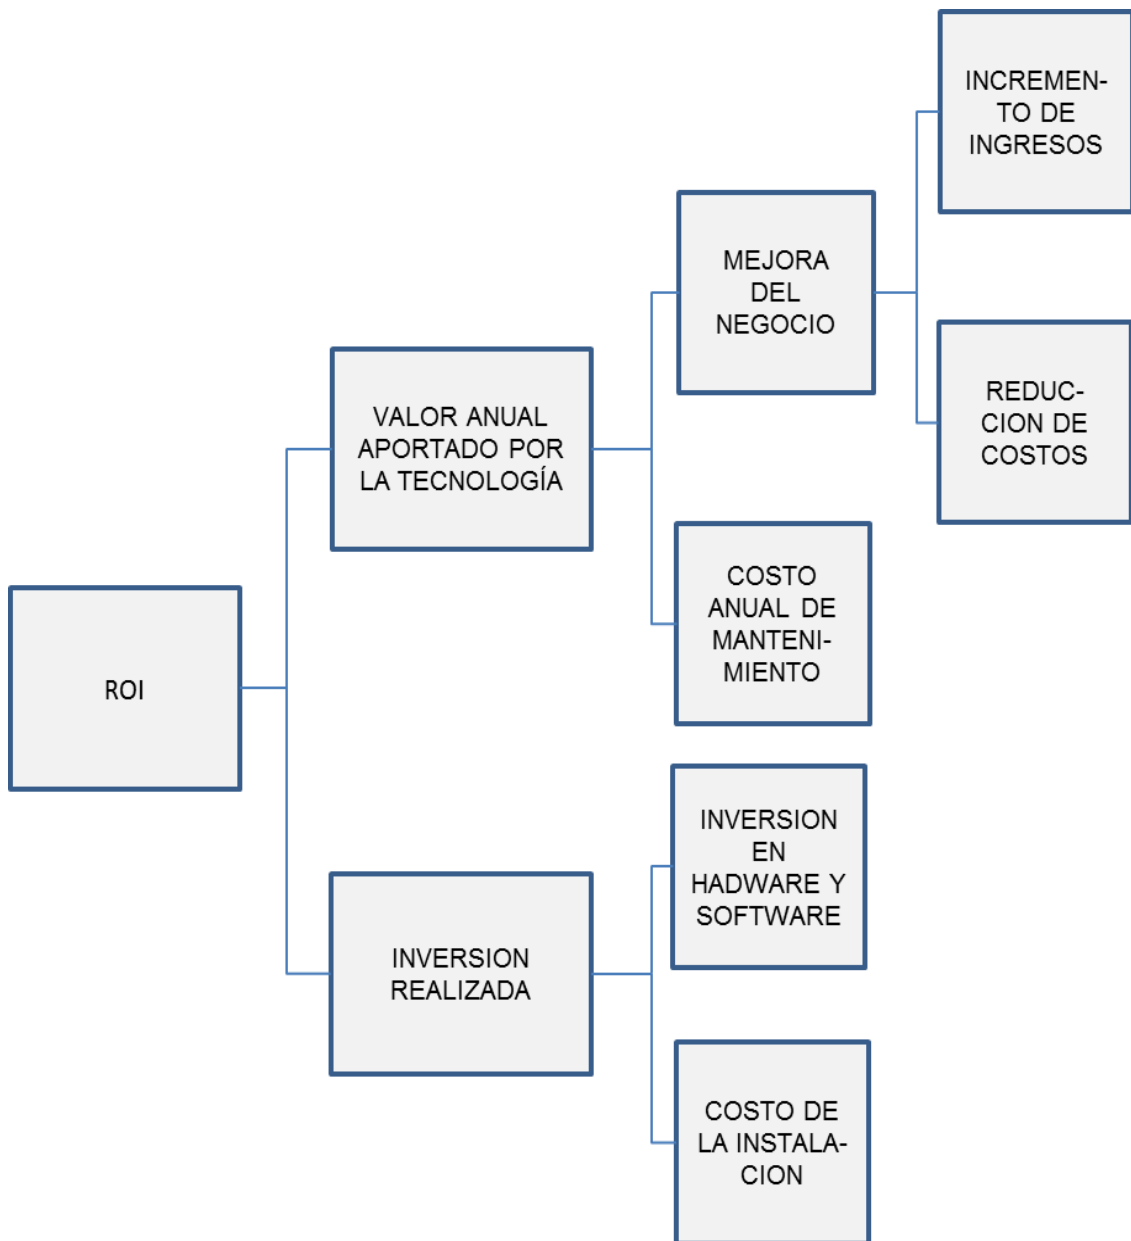 INCREMEN-
TO DE
INGRESOS
MEJORA
DEL
NEGOCIO
REDUC-
CION DE
COSTOS
VALOR ANUAL
APORTADO POR
LA TECNOLOGÍA
COSTO
ANUAL DE
MANTENI-
MIENTO
ROI
INVERSION
EN
HADWARE Y
SOFTWARE
INVERSION
REALIZADA
COSTO DE
LA INSTALA-
CION